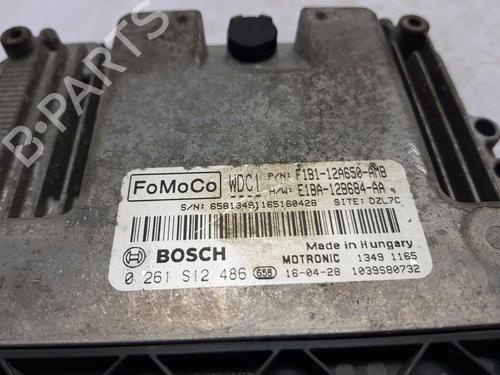 B-PARTS
FoMoCo WDC1 P/N: F1B1-12A650-AMB
H/W: E1BA-12B684-AA
S/N: 65813481165160428 SITE: DZL7C
BOSCH Made in Hungary
MOTRONIC 1349 1165
0 261 S12 486 658 16-04-28 1039S80732